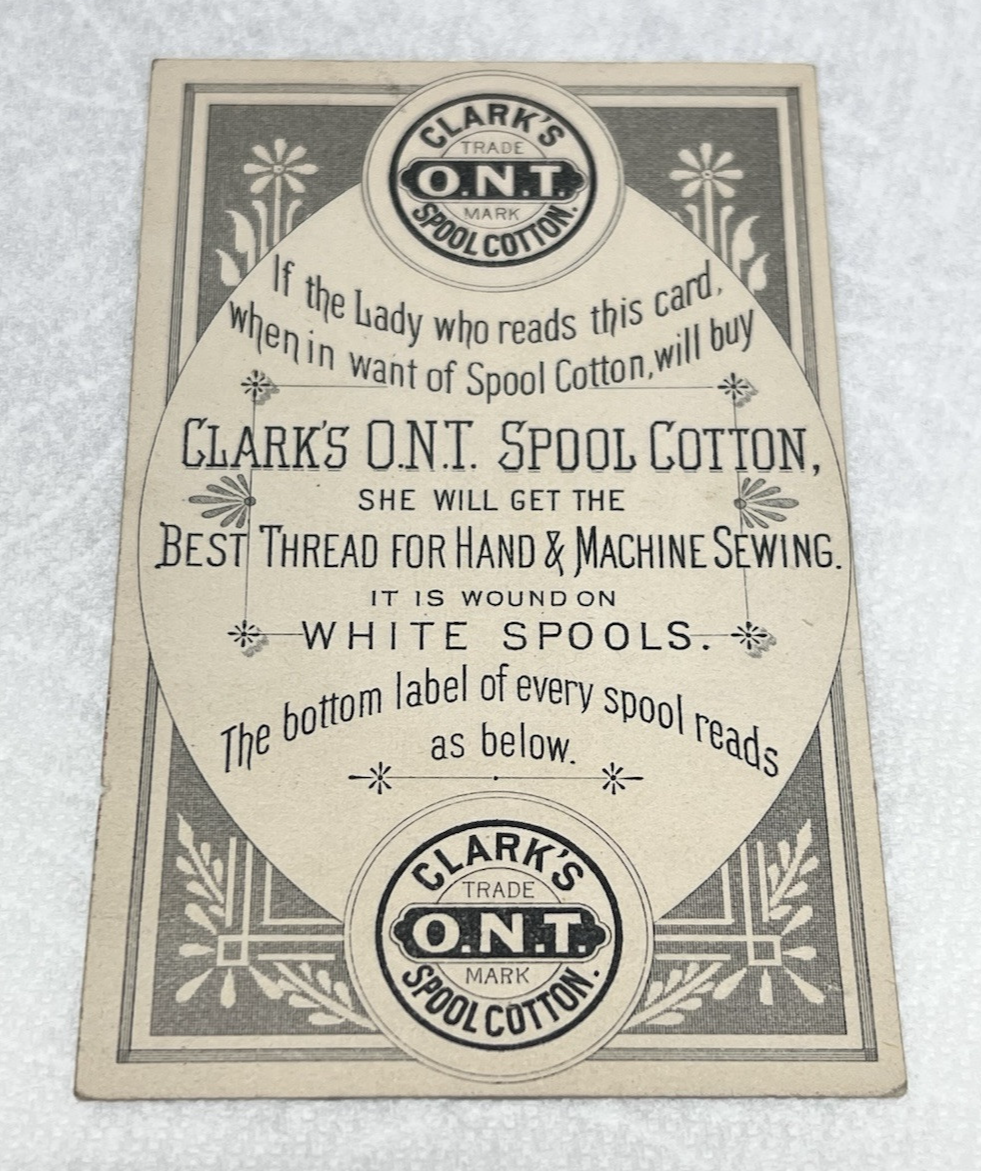 CLARK'S
TRADE
O.N.T.
MARK
SPOOL COTTON.
If the Lady who reads this card,
when in want of Spool Cotton, will buy
CLARK'S O.N.T. SPOOL COTTON,
SHE WILL GET THE
BEST THREAD FOR HAND & MACHINE SEWING.
IT IS WOUND ON
WHITE SPOOLS.
The bottom label of every spool reads
as below.
CLARK'S
TRADE
O.N.T.
MARK
SPOOL COTTON.